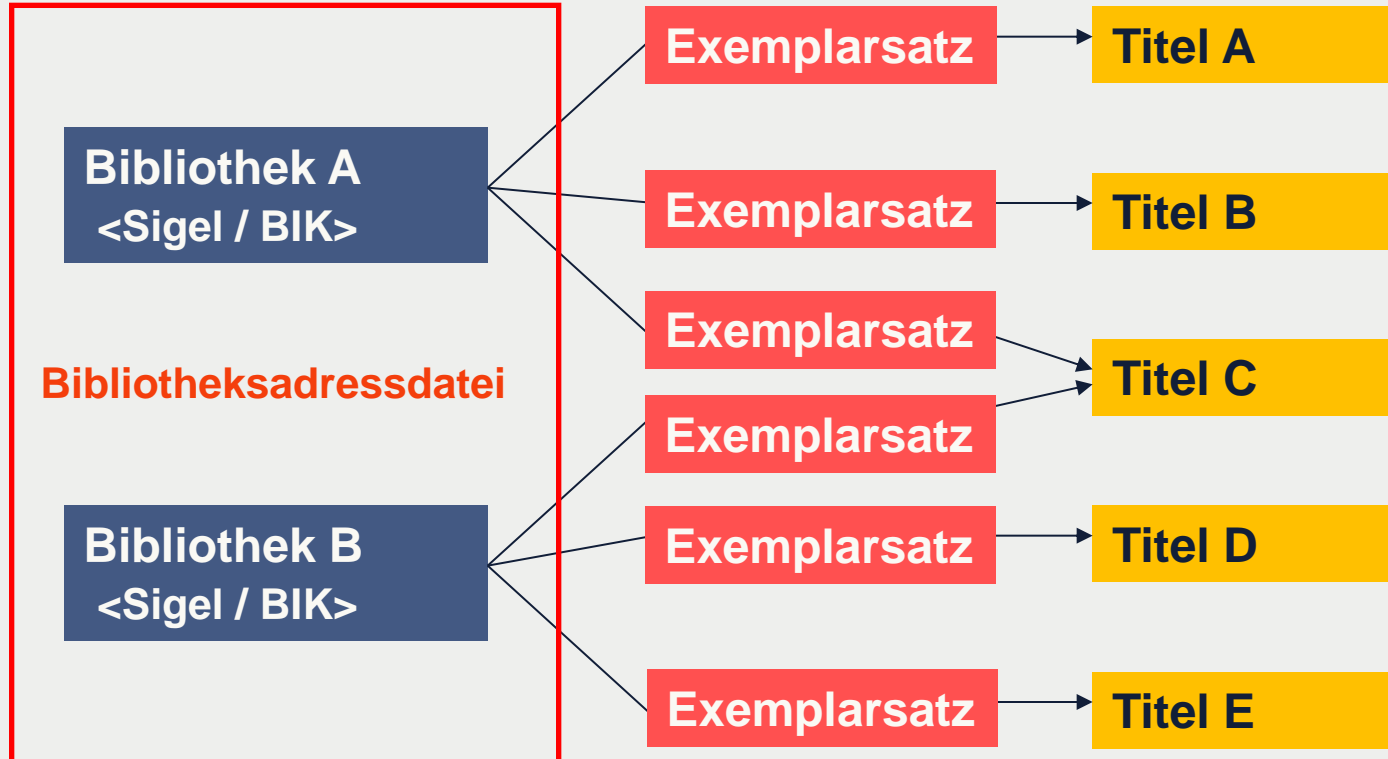 Exemplarsatz
Titel A
Bibliothek A
<Sigel / BIK>
Exemplarsatz
Titel B
Exemplarsatz
Titel C
Bibliotheksadressdatei
Exemplarsatz
Bibliothek B
<Sigel / BIK>
Exemplarsatz
Titel D
Exemplarsatz
Titel E